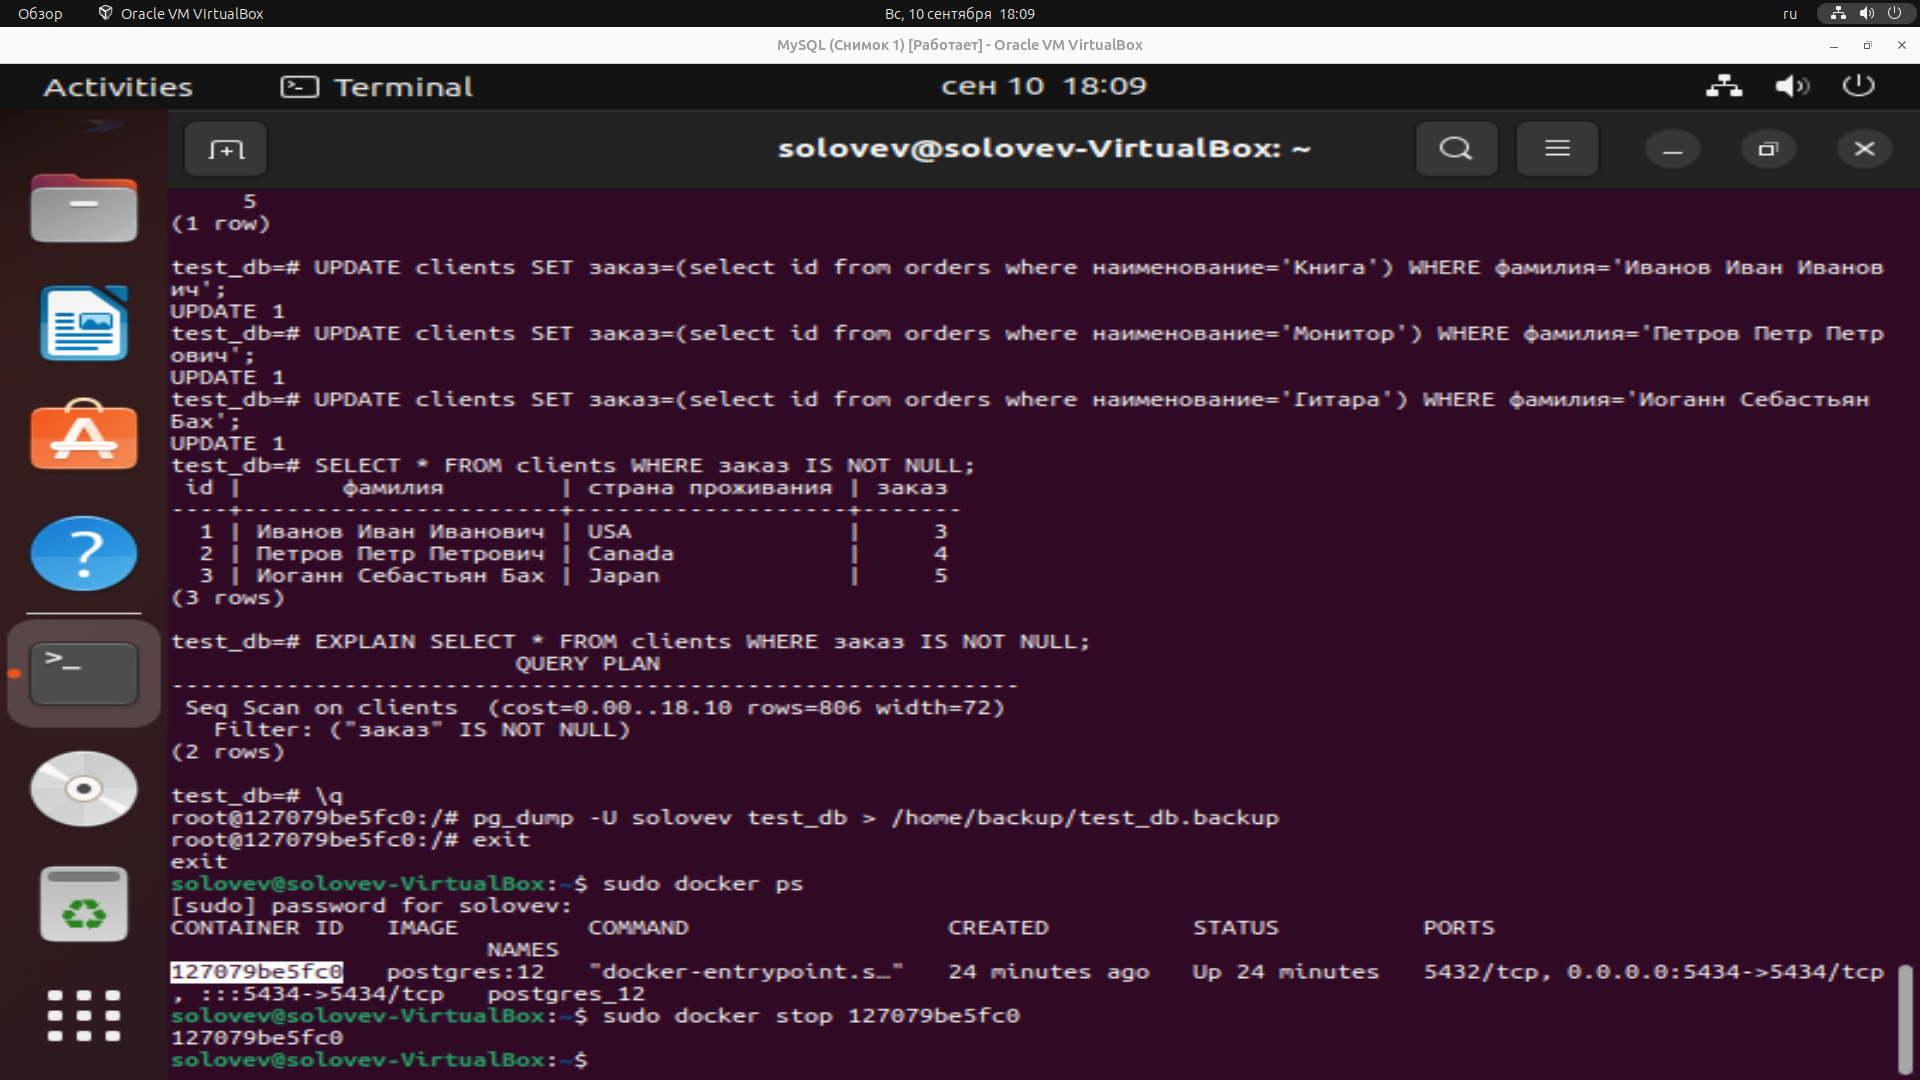 Обзор Oracle VM VirtualBox Вс, 10 сентября 18:09 ru
MySQL (Снимок 1) [Работает] - Oracle VM VirtualBox
Activities Terminal сен 10 18:09
solovev@solovev-VirtualBox: ~
5
(1 row)
test_db=# UPDATE clients SET заказ=(select id from orders where наименование='Книга') WHERE фамилия='Иванов Иван Иванов
ич';
UPDATE 1
test_db=# UPDATE clients SET заказ=(select id from orders where наименование='Монитор') WHERE фамилия='Петров Петр Петр
ович';
UPDATE 1
test_db=# UPDATE clients SET заказ=(select id from orders where наименование='Гитара') WHERE фамилия='Иоганн Себастьян
Бах';
UPDATE 1
test_db=# SELECT * FROM clients WHERE заказ IS NOT NULL;
id | фамилия | страна проживания | заказ
----+----------------------+-------------------+-------
1 | Иванов Иван Иванович | USA | 3
2 | Петров Петр Петрович | Canada | 4
3 | Иоганн Себастьян Бах | Japan | 5
(3 rows)
test_db=# EXPLAIN SELECT * FROM clients WHERE заказ IS NOT NULL;
QUERY PLAN
-----------------------------------------------------------
Seq Scan on clients (cost=0.00..18.10 rows=806 width=72)
Filter: ("заказ" IS NOT NULL)
(2 rows)
test_db=# \q
root@127079be5fc0:/# pg_dump -U solovev test_db > /home/backup/test_db.backup
root@127079be5fc0:/# exit
exit
solovev@solovev-VirtualBox:~$ sudo docker ps
[sudo] password for solovev:
CONTAINER ID IMAGE COMMAND CREATED STATUS PORTS
NAMES
127079be5fc0 postgres:12 "docker-entrypoint.s…" 24 minutes ago Up 24 minutes 5432/tcp, 0.0.0.0:5434->5434/tcp
, :::5434->5434/tcp postgres_12
solovev@solovev-VirtualBox:~$ sudo docker stop 127079be5fc0
127079be5fc0
solovev@solovev-VirtualBox:~$